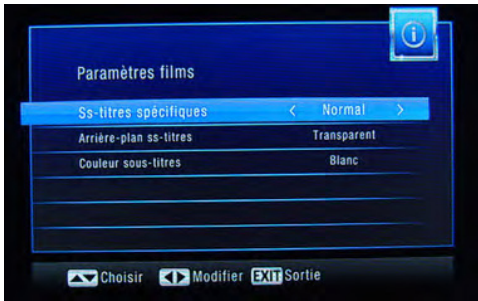 Paramètres films
Ss-titres spécifiques < Normal >
Arrière-plan ss-titres Transparent
Couleur sous-titres Blanc
Choisir Modifier EXIT Sortie